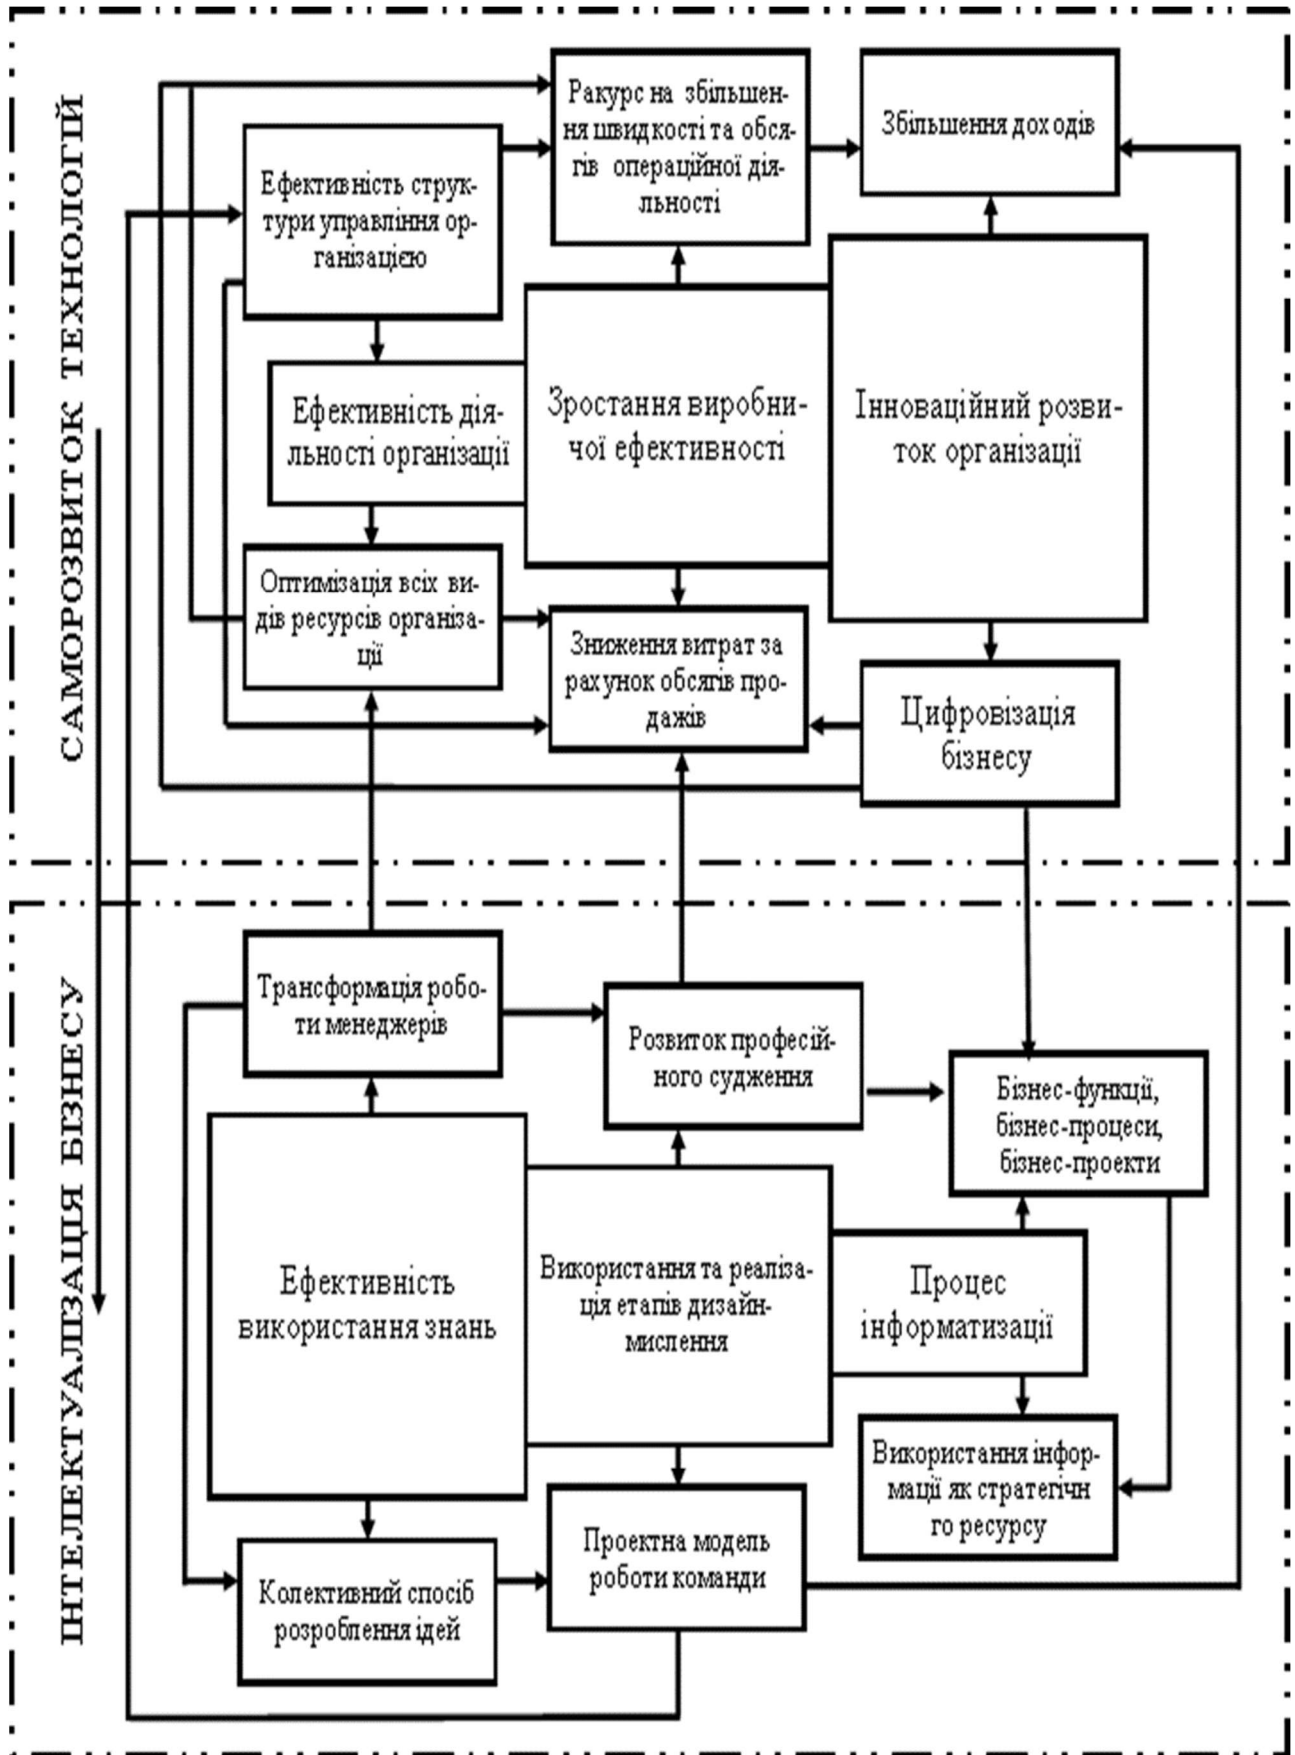 САМОРОЗВИТОК ТЕХНОЛОГІЙ
Ракурс на збільшен-
ня швидкості та обся-
гів операційної дія-
льності
Збільшення доходів
Ефективність струк-
тури управління ор-
ганізацією
Ефективність дія-
льності організації
Зростання виробни-
чої ефективності
Інноваційний розви-
ток організації
Оптимізація всіх ви-
дів ресурсів організа-
ції
Зниження витрат за
рахунок обсягів про-
дажів
Цифровізація
бізнесу
ІНТЕЛЕКТУАЛІЗАЦІЯ БІЗНЕСУ
Трансформація робо-
ти менеджерів
Розвиток професій-
ного судження
Бізнес-функції,
бізнес-процеси,
бізнес-проекти
Ефективність
використання знань
Використання та реаліза-
ція етапів дизайн-
мислення
Процес
інформатизації
Використання інфор-
мації як стратегічн
го ресурсу
Колективний спосіб
розроблення ідей
Проектна модель
роботи команди